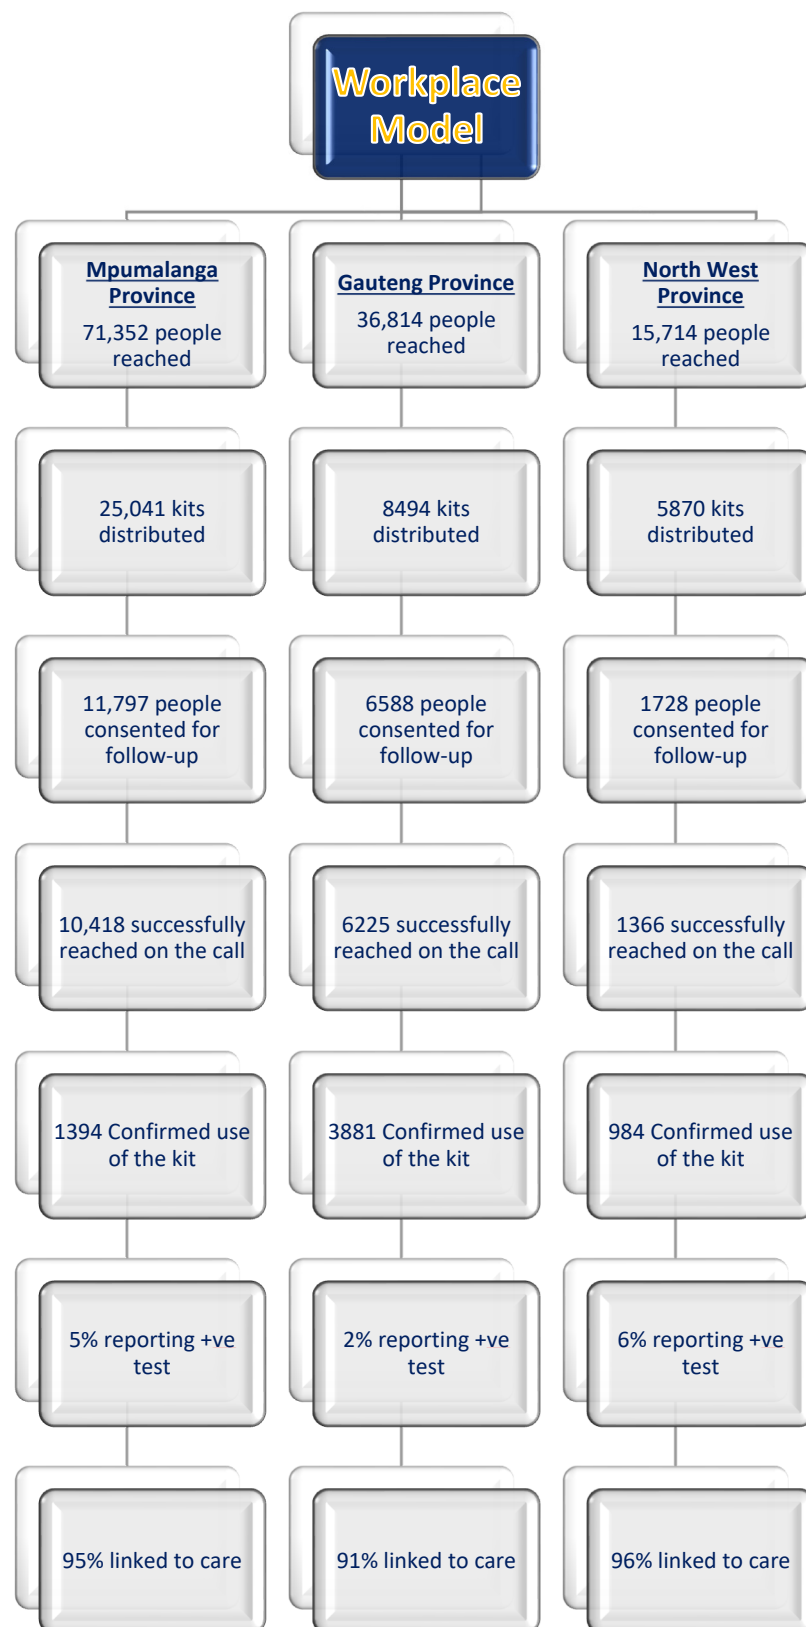 Workplace
Model
Mpumalanga
Province
71,352 people
reached
Gauteng Province
36,814 people
reached
North West
Province
15,714 people
reached
25,041 kits
distributed
8494 kits
distributed
5870 kits
distributed
11,797 people
consented for
follow-up
6588 people
consented for
follow-up
1728 people
consented for
follow-up
10,418 successfully
reached on the call
6225 successfully
reached on the call
1366 successfully
reached on the call
1394 Confirmed use
of the kit
3881 Confirmed use
of the kit
984 Confirmed use
of the kit
5% reporting +ve
test
2% reporting +ve
test
6% reporting +ve
test
95% linked to care
91% linked to care
96% linked to care